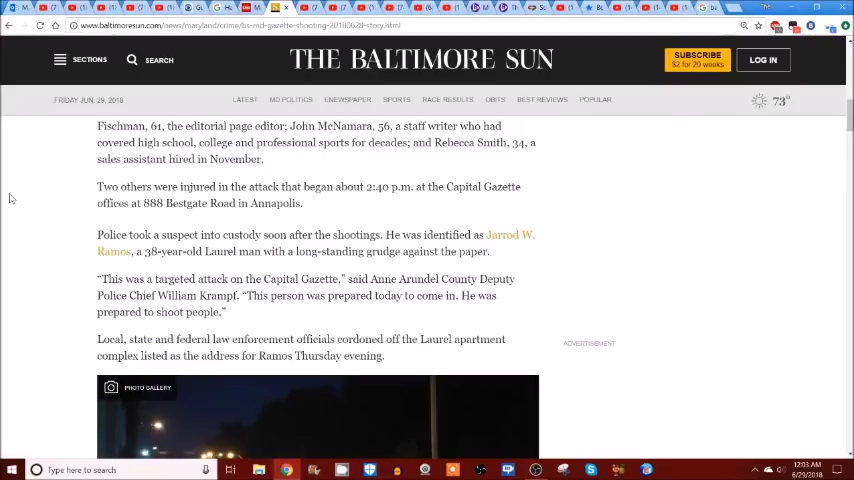 www.baltimoresun.com/news/maryland/crime/bs-md-gazette-shooting-20180628-story.html
SECTIONS
SEARCH
THE BALTIMORE SUN
SUBSCRIBE
$2 for 20 weeks
LOG IN
FRIDAY JUN. 29, 2018
LATEST MD POLITICS ENEWSPAPER SPORTS RACE RESULTS OBITS BEST REVIEWS POPULAR
73°
Fischman, 61, the editorial page editor; John McNamara, 56, a staff writer who had
covered high school, college and professional sports for decades; and Rebecca Smith, 34, a
sales assistant hired in November.
Two others were injured in the attack that began about 2:40 p.m. at the Capital Gazette
offices at 888 Bestgate Road in Annapolis.
Police took a suspect into custody soon after the shootings. He was identified as Jarrod W.
Ramos, a 38-year-old Laurel man with a long-standing grudge against the paper.
“This was a targeted attack on the Capital Gazette,” said Anne Arundel County Deputy
Police Chief William Krampf. “This person was prepared today to come in. He was
prepared to shoot people.”
Local, state and federal law enforcement officials cordoned off the Laurel apartment
complex listed as the address for Ramos Thursday evening.
ADVERTISEMENT
PHOTO GALLERY
Type here to search
12:03 AM
6/29/2018